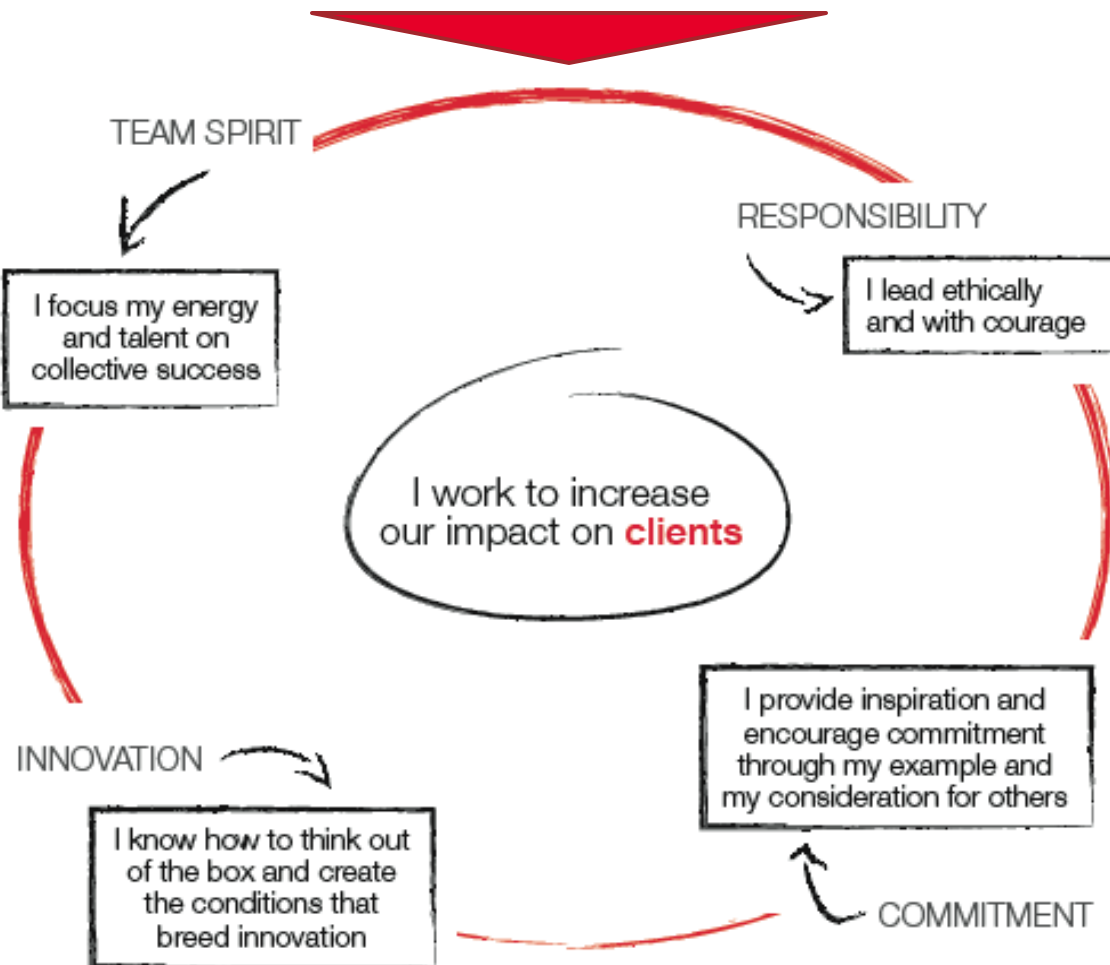 TEAM SPIRIT
I focus my energy
and talent on
collective success
RESPONSIBILITY
I lead ethically
and with courage
I work to increase
our impact on clients
INNOVATION
I know how to think out
of the box and create
the conditions that
breed innovation
I provide inspiration and
encourage commitment
through my example and
my consideration for others
COMMITMENT